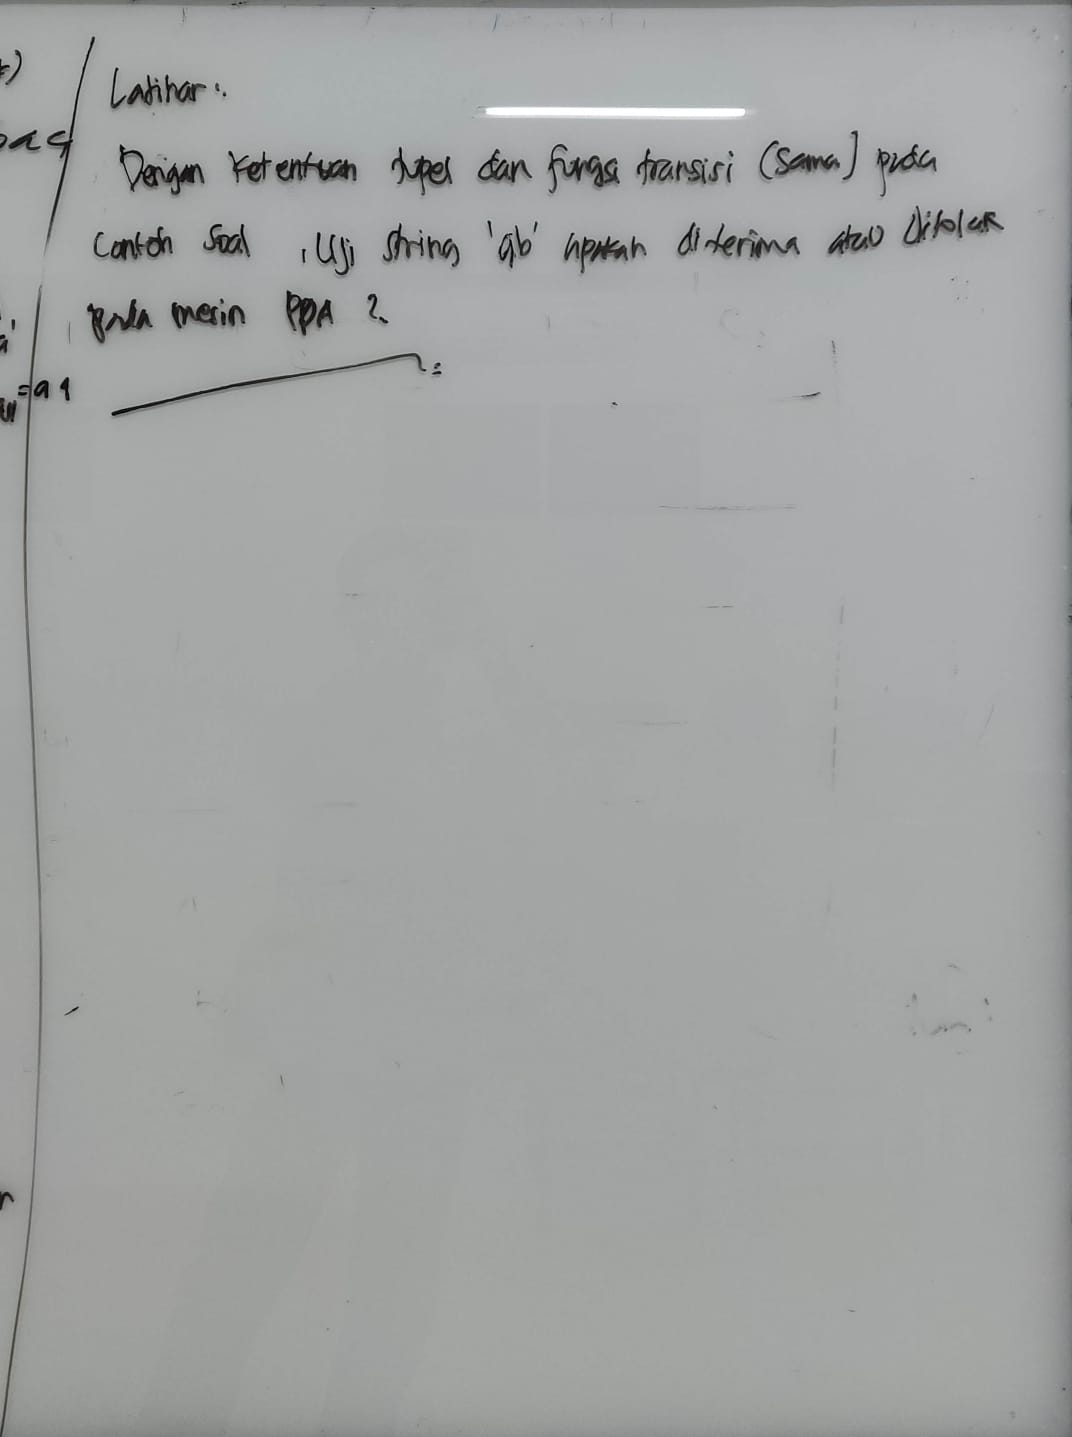 Latihan :
Dengan ketentuan tupel dan fungsi transisi (sama) pada
contoh soal , Uji string 'ab' apakah diterima atau ditolak
pada mesin PDA ?
= a q